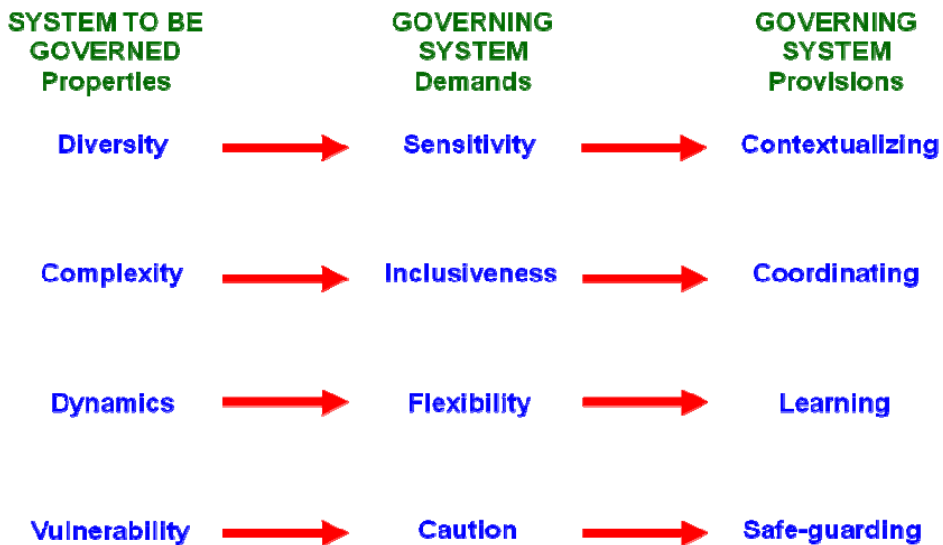 SYSTEM TO BE
GOVERNED
Properties
GOVERNING
SYSTEM
Demands
GOVERNING
SYSTEM
Provisions
Diversity
Sensitivity
Contextualizing
Complexity
Inclusiveness
Coordinating
Dynamics
Flexibility
Learning
Vulnerability
Caution
Safe-guarding